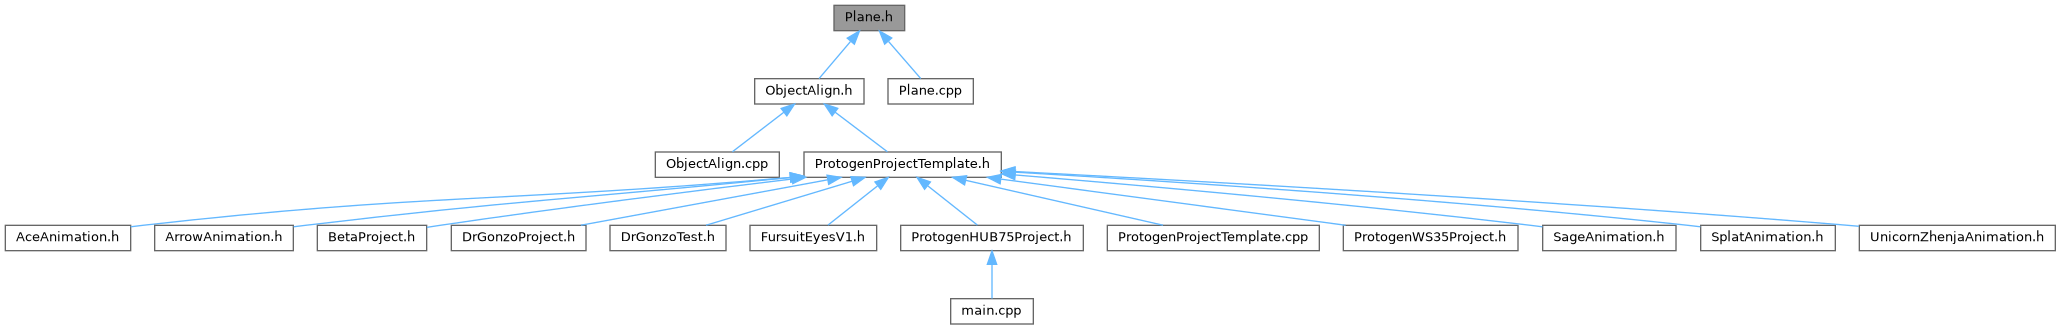 Plane.h
ObjectAlign.h
Plane.cpp
ObjectAlign.cpp
ProtogenProjectTemplate.h
AceAnimation.h
ArrowAnimation.h
BetaProject.h
DrGonzoProject.h
DrGonzoTest.h
FursuitEyesV1.h
ProtogenHUB75Project.h
ProtogenProjectTemplate.cpp
ProtogenWS35Project.h
SageAnimation.h
SplatAnimation.h
UnicornZhenjaAnimation.h
main.cpp